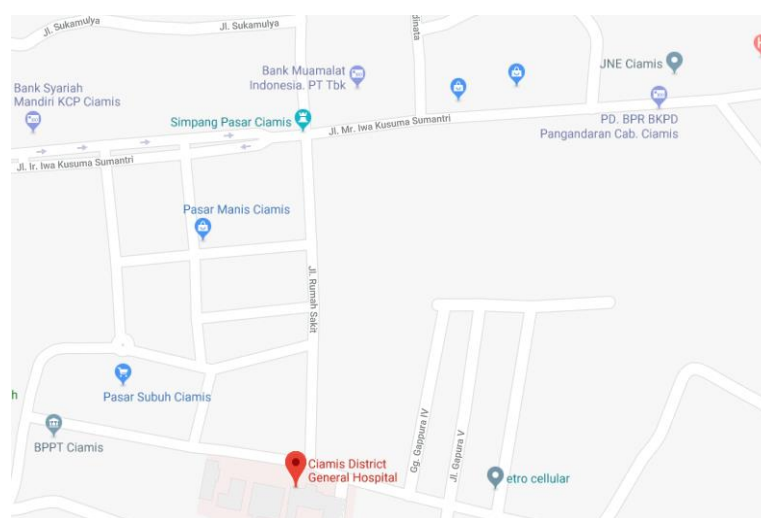 Jl. Sukamulya
Jl. Sukamulya
dinata
Bank Muamalat
Indonesia. PT Tbk
JNE Ciamis
Bank Syariah
Mandiri KCP Ciamis
Simpang Pasar Ciamis
Jl. Mr. Iwa Kusuma Sumantri
PD. BPR BKPD
Pangandaran Cab. Ciamis
Jl. Ir. Iwa Kusuma Sumantri
Pasar Manis Ciamis
Jl. Rumah Sakit
Pasar Subuh Ciamis
h
BPPT Ciamis
Gg. Gappura IV
Jl. Gapura V
Ciamis District
General Hospital
etro cellular